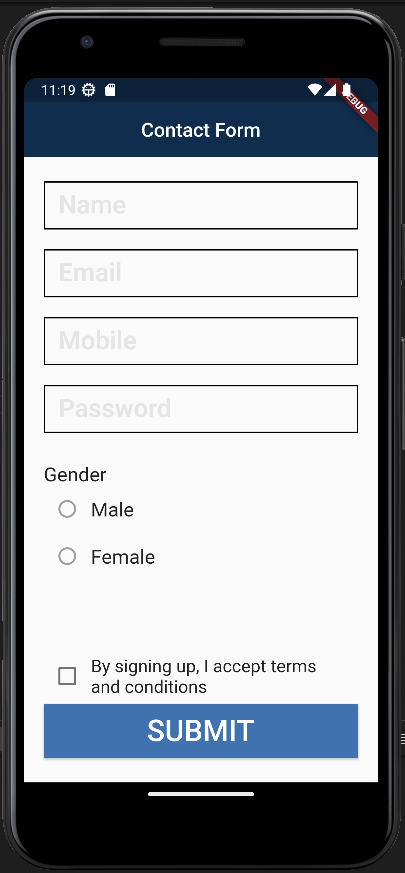 11:19
DEBUG
Contact Form
Name
Email
Mobile
Password
Gender
Male
Female
By signing up, I accept terms
and conditions
SUBMIT